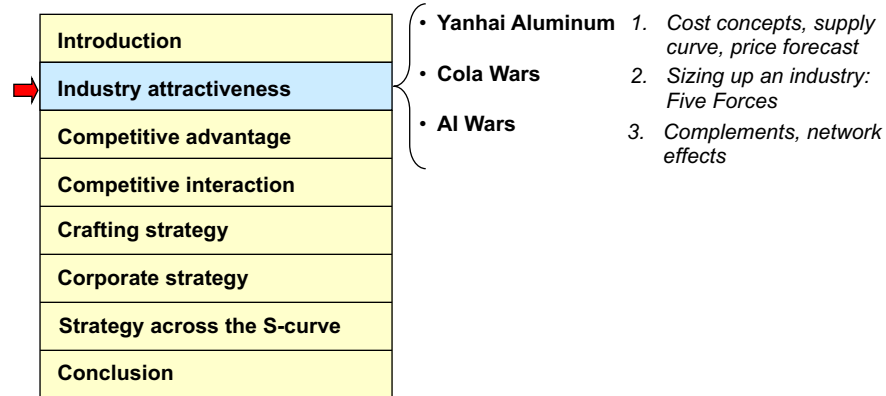 Introduction
Industry attractiveness
Competitive advantage
Competitive interaction
Crafting strategy
Corporate strategy
Strategy across the S-curve
Conclusion
• Yanhai Aluminum
• Cola Wars
• AI Wars
1. Cost concepts, supply
curve, price forecast
2. Sizing up an industry:
Five Forces
3. Complements, network
effects